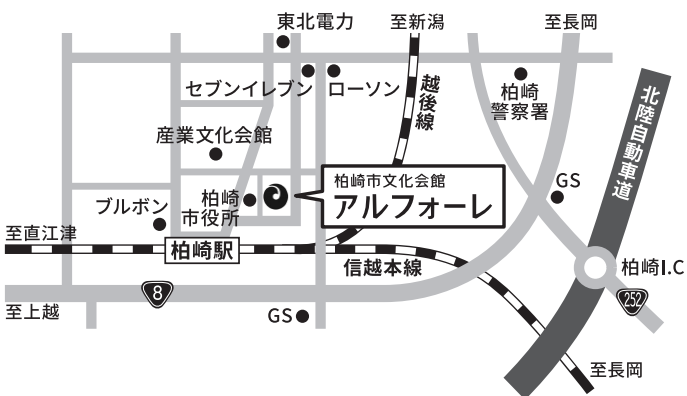 東北電力
至新潟
至長岡
セブンイレブン
ローソン
越後線
柏崎
警察署
北陸自動車道
産業文化会館
柏崎市文化会館
アルフォーレ
GS
ブルボン
柏崎
市役所
至直江津
柏崎駅
信越本線
柏崎I.C
8
252
至上越
GS
至長岡